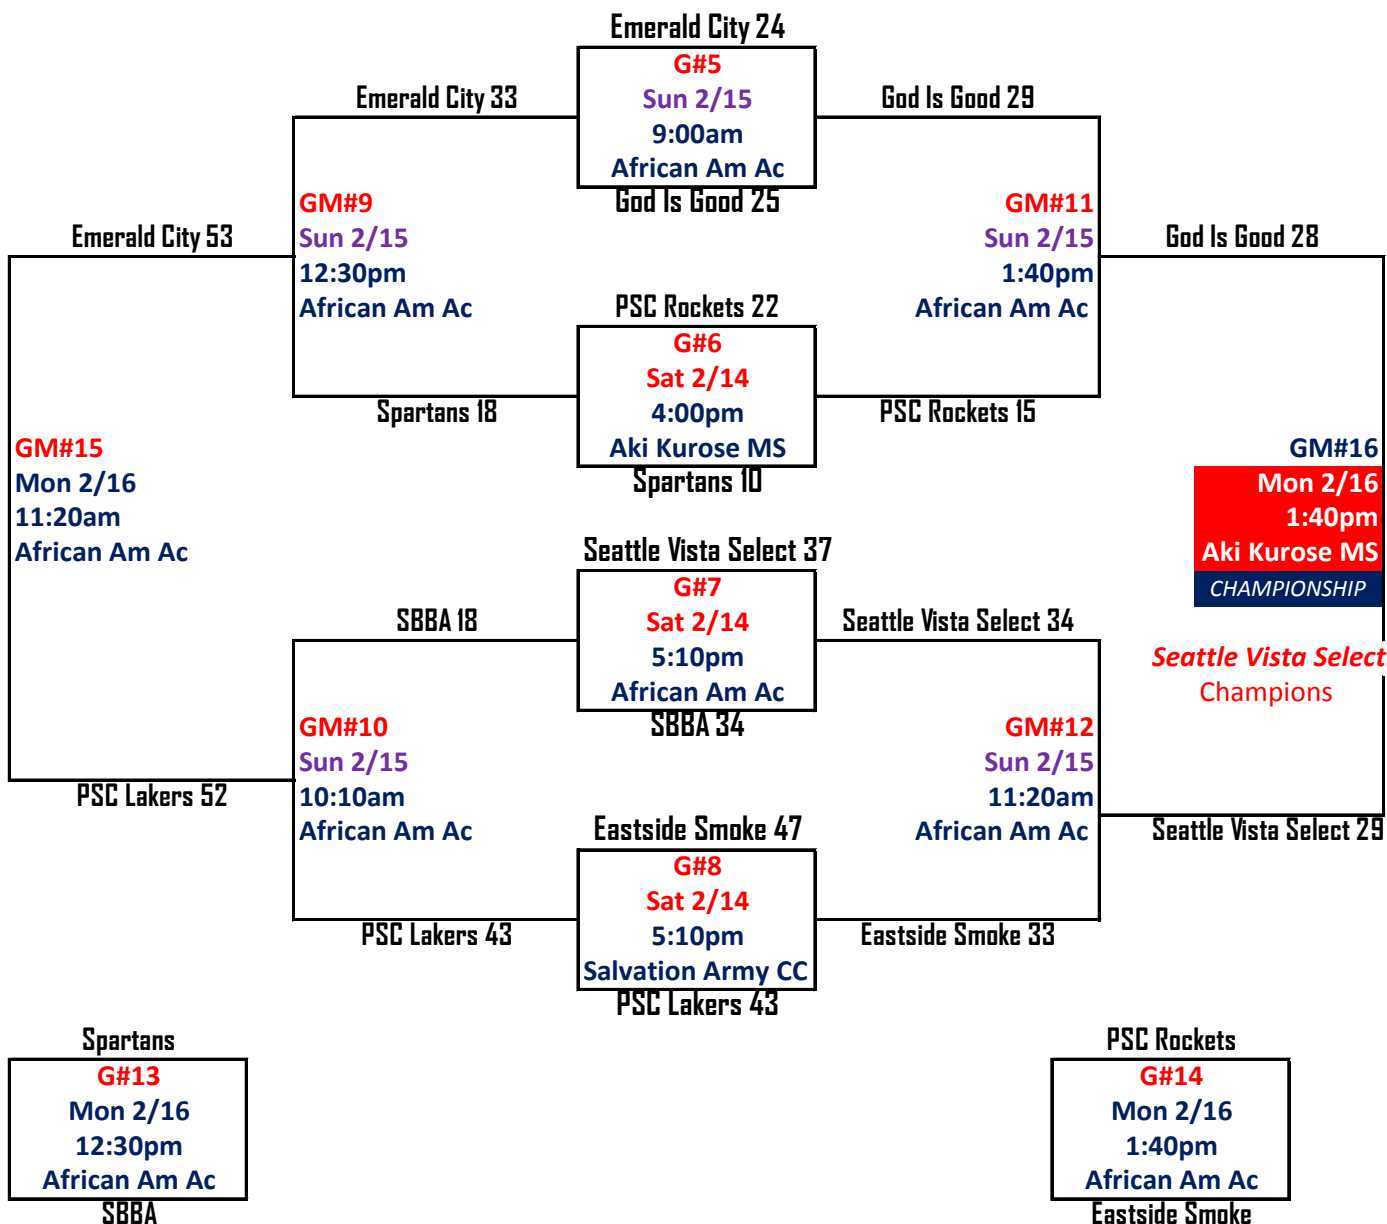 Emerald City 24
G#5
Sun 2/15
9:00am
African Am Ac
God Is Good 25
Emerald City 33
God Is Good 29
GM#9
Sun 2/15
12:30pm
African Am Ac
GM#11
Sun 2/15
1:40pm
African Am Ac
Emerald City 53
God Is Good 28
PSC Rockets 22
G#6
Sat 2/14
4:00pm
Aki Kurose MS
Spartans 10
Spartans 18
PSC Rockets 15
GM#15
Mon 2/16
11:20am
African Am Ac
GM#16
Mon 2/16
1:40pm
Aki Kurose MS
CHAMPIONSHIP
Seattle Vista Select
Champions
Seattle Vista Select 37
G#7
Sat 2/14
5:10pm
African Am Ac
SBBA 34
SBBA 18
Seattle Vista Select 34
GM#10
Sun 2/15
10:10am
African Am Ac
GM#12
Sun 2/15
11:20am
African Am Ac
PSC Lakers 52
Seattle Vista Select 29
Eastside Smoke 47
G#8
Sat 2/14
5:10pm
Salvation Army CC
PSC Lakers 43
PSC Lakers 43
Eastside Smoke 33
Spartans
G#13
Mon 2/16
12:30pm
African Am Ac
SBBA
PSC Rockets
G#14
Mon 2/16
1:40pm
African Am Ac
Eastside Smoke